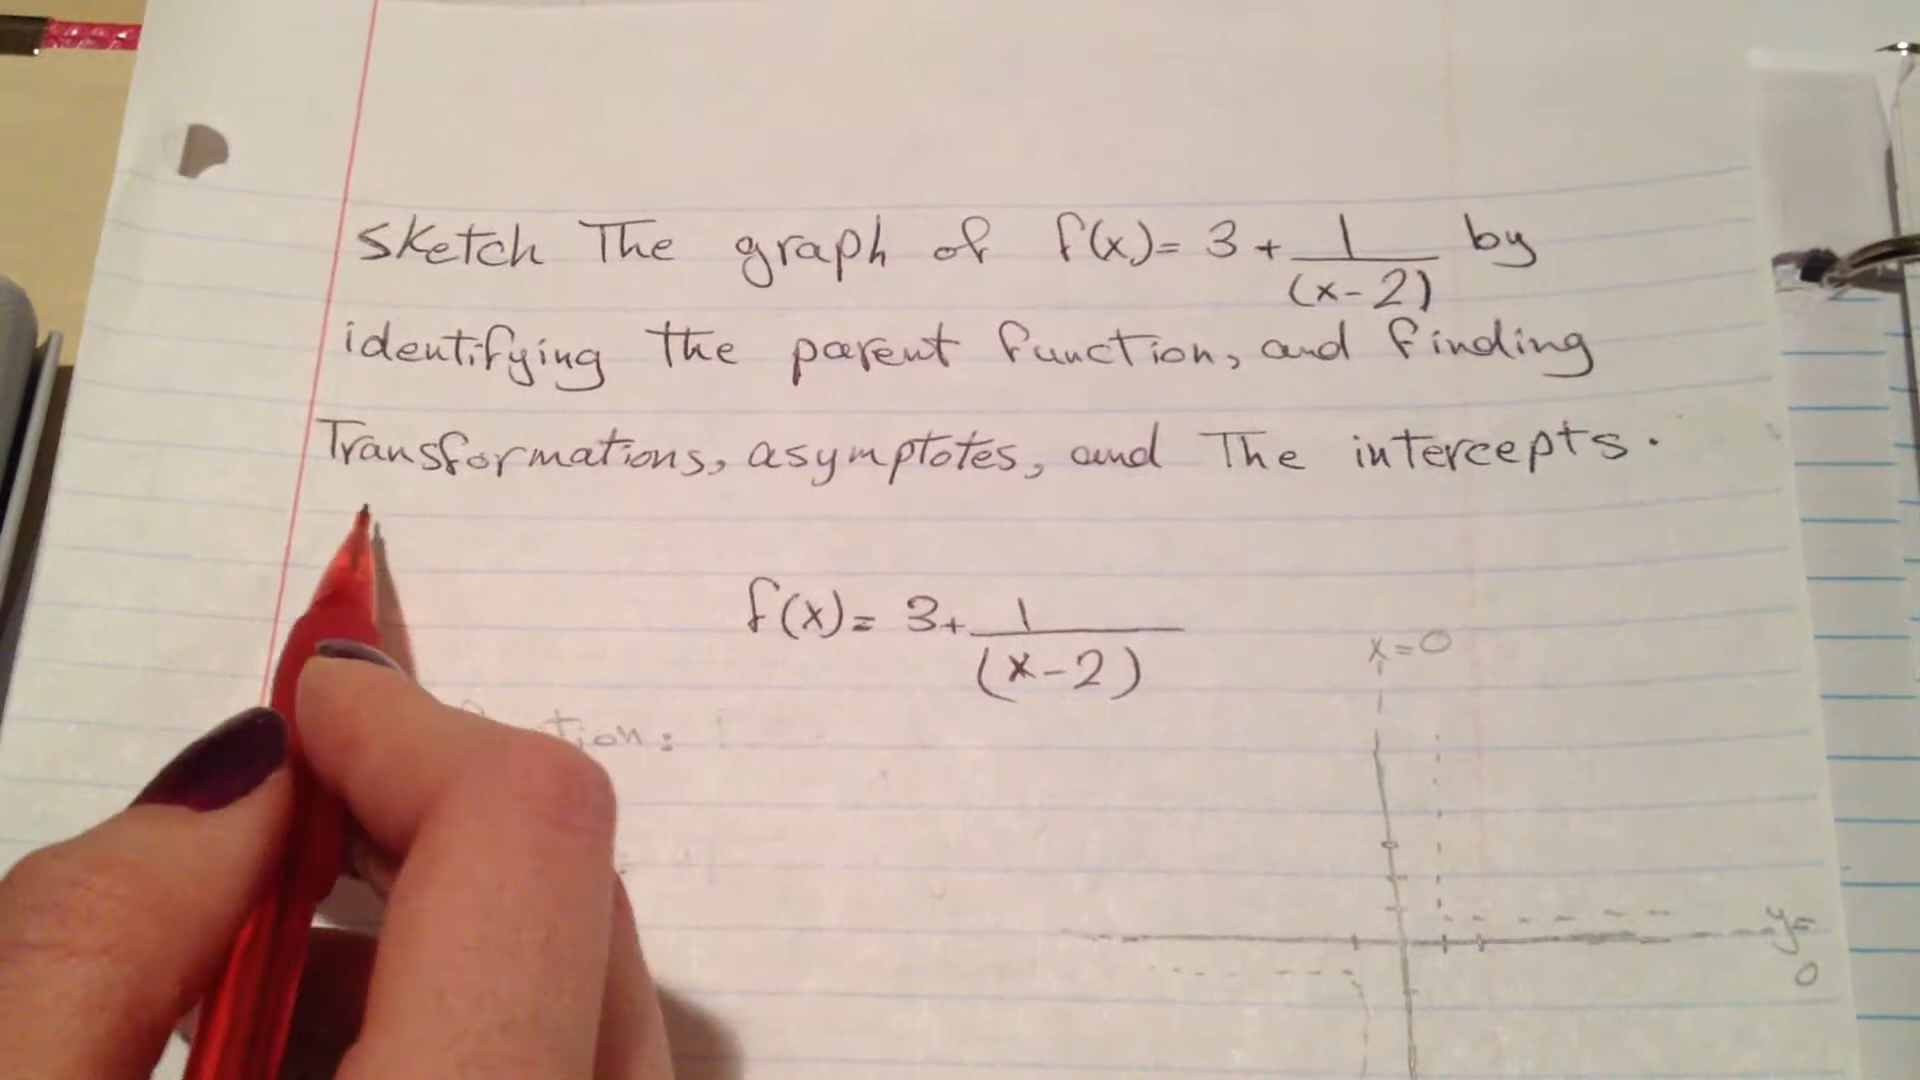 Sketch The graph of f(x)= 3 + 1/(x-2) by
identifying the parent function, and finding
Transformations, asymptotes, and The intercepts.
f(x)= 3+ 1/(x-2)
x=0
y=
0